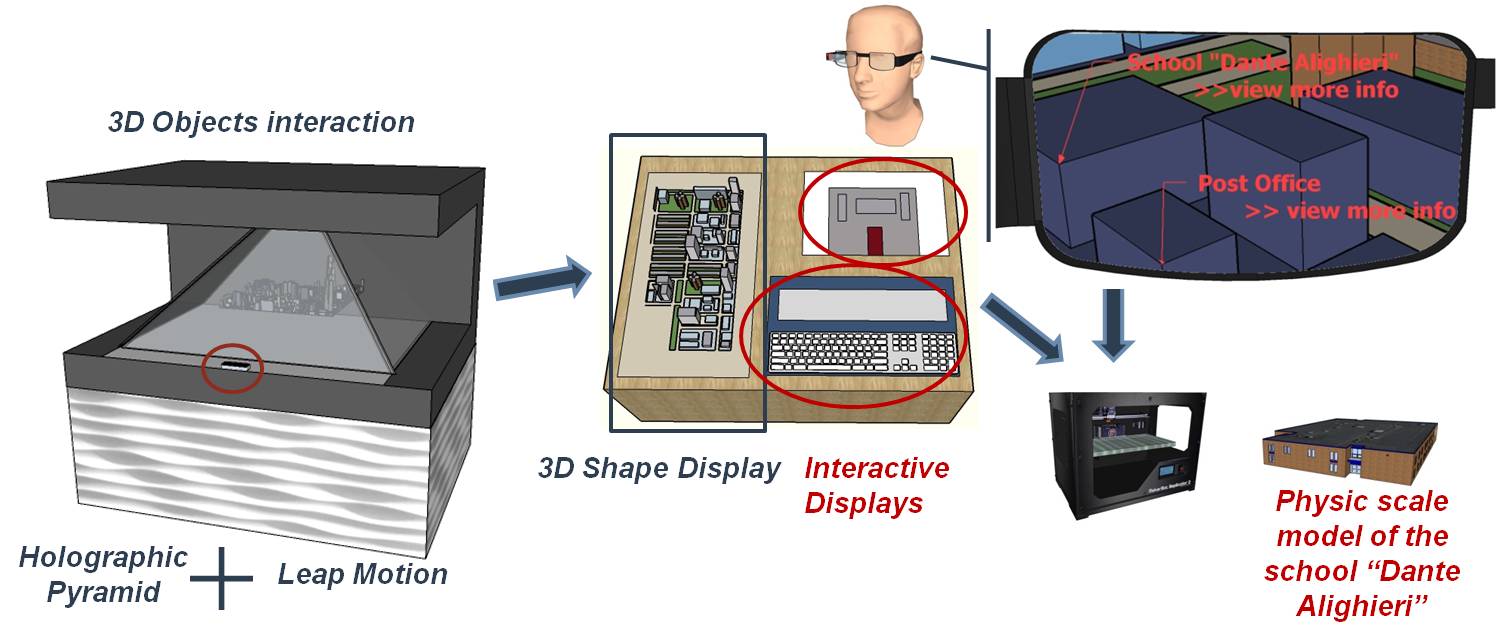 3D Objects interaction
Holographic
Pyramid
Leap Motion
3D Shape Display
Interactive
Displays
School "Dante Alighieri"
>>view more info
Post Office
>> view more info
Physic scale
model of the
school “Dante
Alighieri”